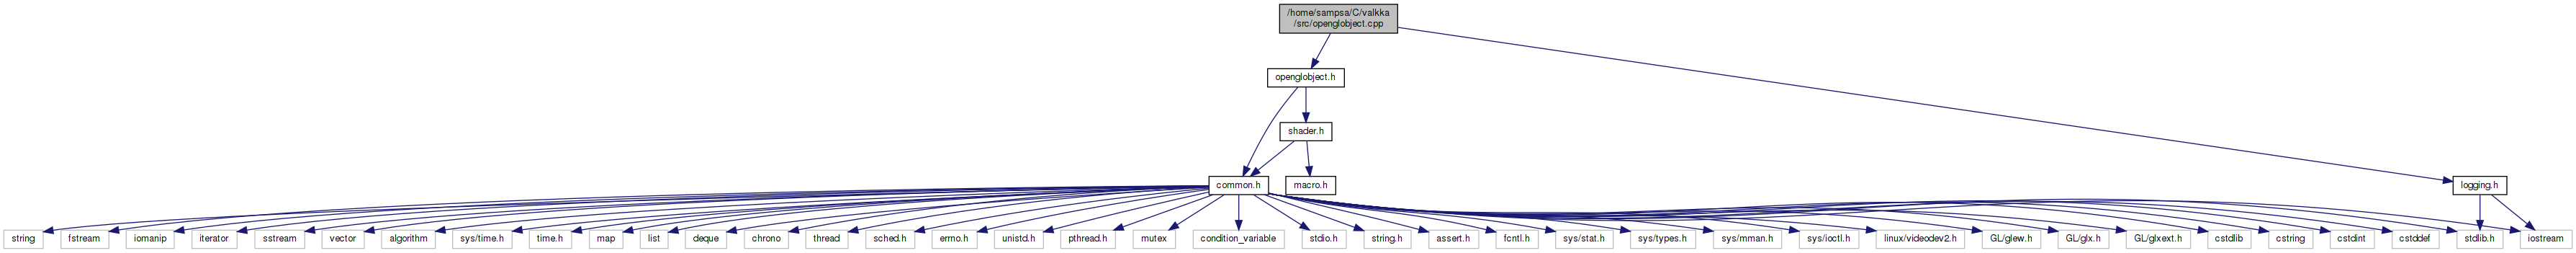 /home/sampsa/C/valkka
/src/openglobject.cpp
openglobject.h
shader.h
common.h
macro.h
logging.h
string
fstream
iomanip
iterator
sstream
vector
algorithm
sys/time.h
time.h
map
list
deque
chrono
thread
sched.h
errno.h
unistd.h
pthread.h
mutex
condition_variable
stdio.h
string.h
assert.h
fcntl.h
sys/stat.h
sys/types.h
sys/mman.h
sys/ioctl.h
linux/videodev2.h
GL/glew.h
GL/glx.h
GL/glxext.h
cstdlib
cstring
cstdint
cstddef
stdlib.h
iostream